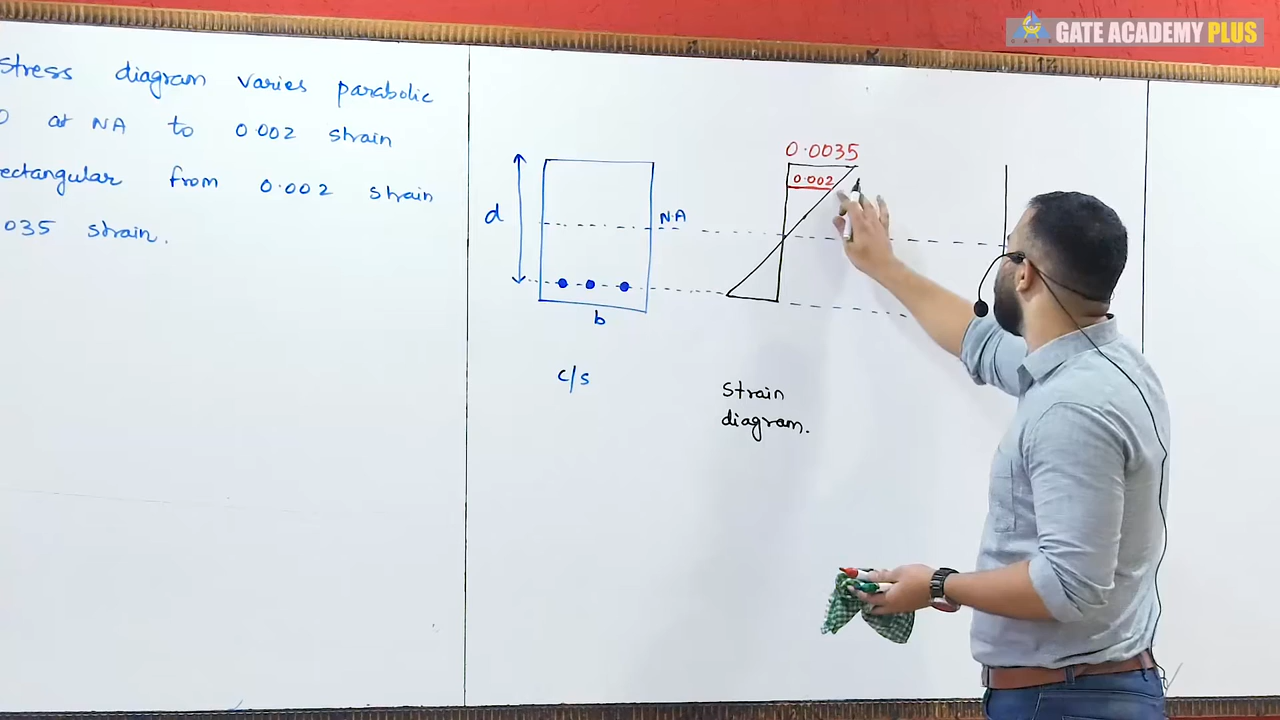 GATE ACADEMY PLUS
stress diagram varies parabolic
0 at NA to 0.002 strain
rectangular from 0.002 strain
035 strain.
d
N.A
b
c/s
0.0035
0.002
strain
diagram.